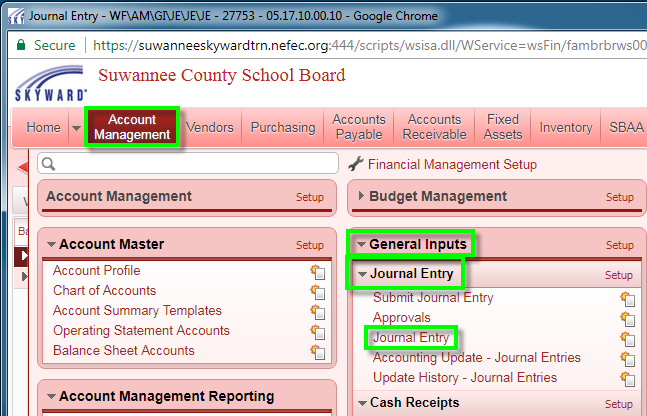 Journal Entry - WF\AM\GI\JE\JE\JE - 27753 - 05.17.10.00.10 - Google Chrome
Secure https://suwanneeskywardtrn.nefec.org:444/scripts/wsisa.dll/WService=wsFin/fambrbrws00
SKYWARD
Suwannee County School Board
Home
Account Management
Vendors
Purchasing
Accounts Payable
Accounts Receivable
Fixed Assets
Inventory
SBAA
Financial Management Setup
Account Management Setup
Budget Management Setup
Account Master Setup
Account Profile
Chart of Accounts
Account Summary Templates
Operating Statement Accounts
Balance Sheet Accounts
Account Management Reporting
General Inputs Setup
Journal Entry Setup
Submit Journal Entry
Approvals
Journal Entry
Accounting Update - Journal Entries
Update History - Journal Entries
Cash Receipts Setup